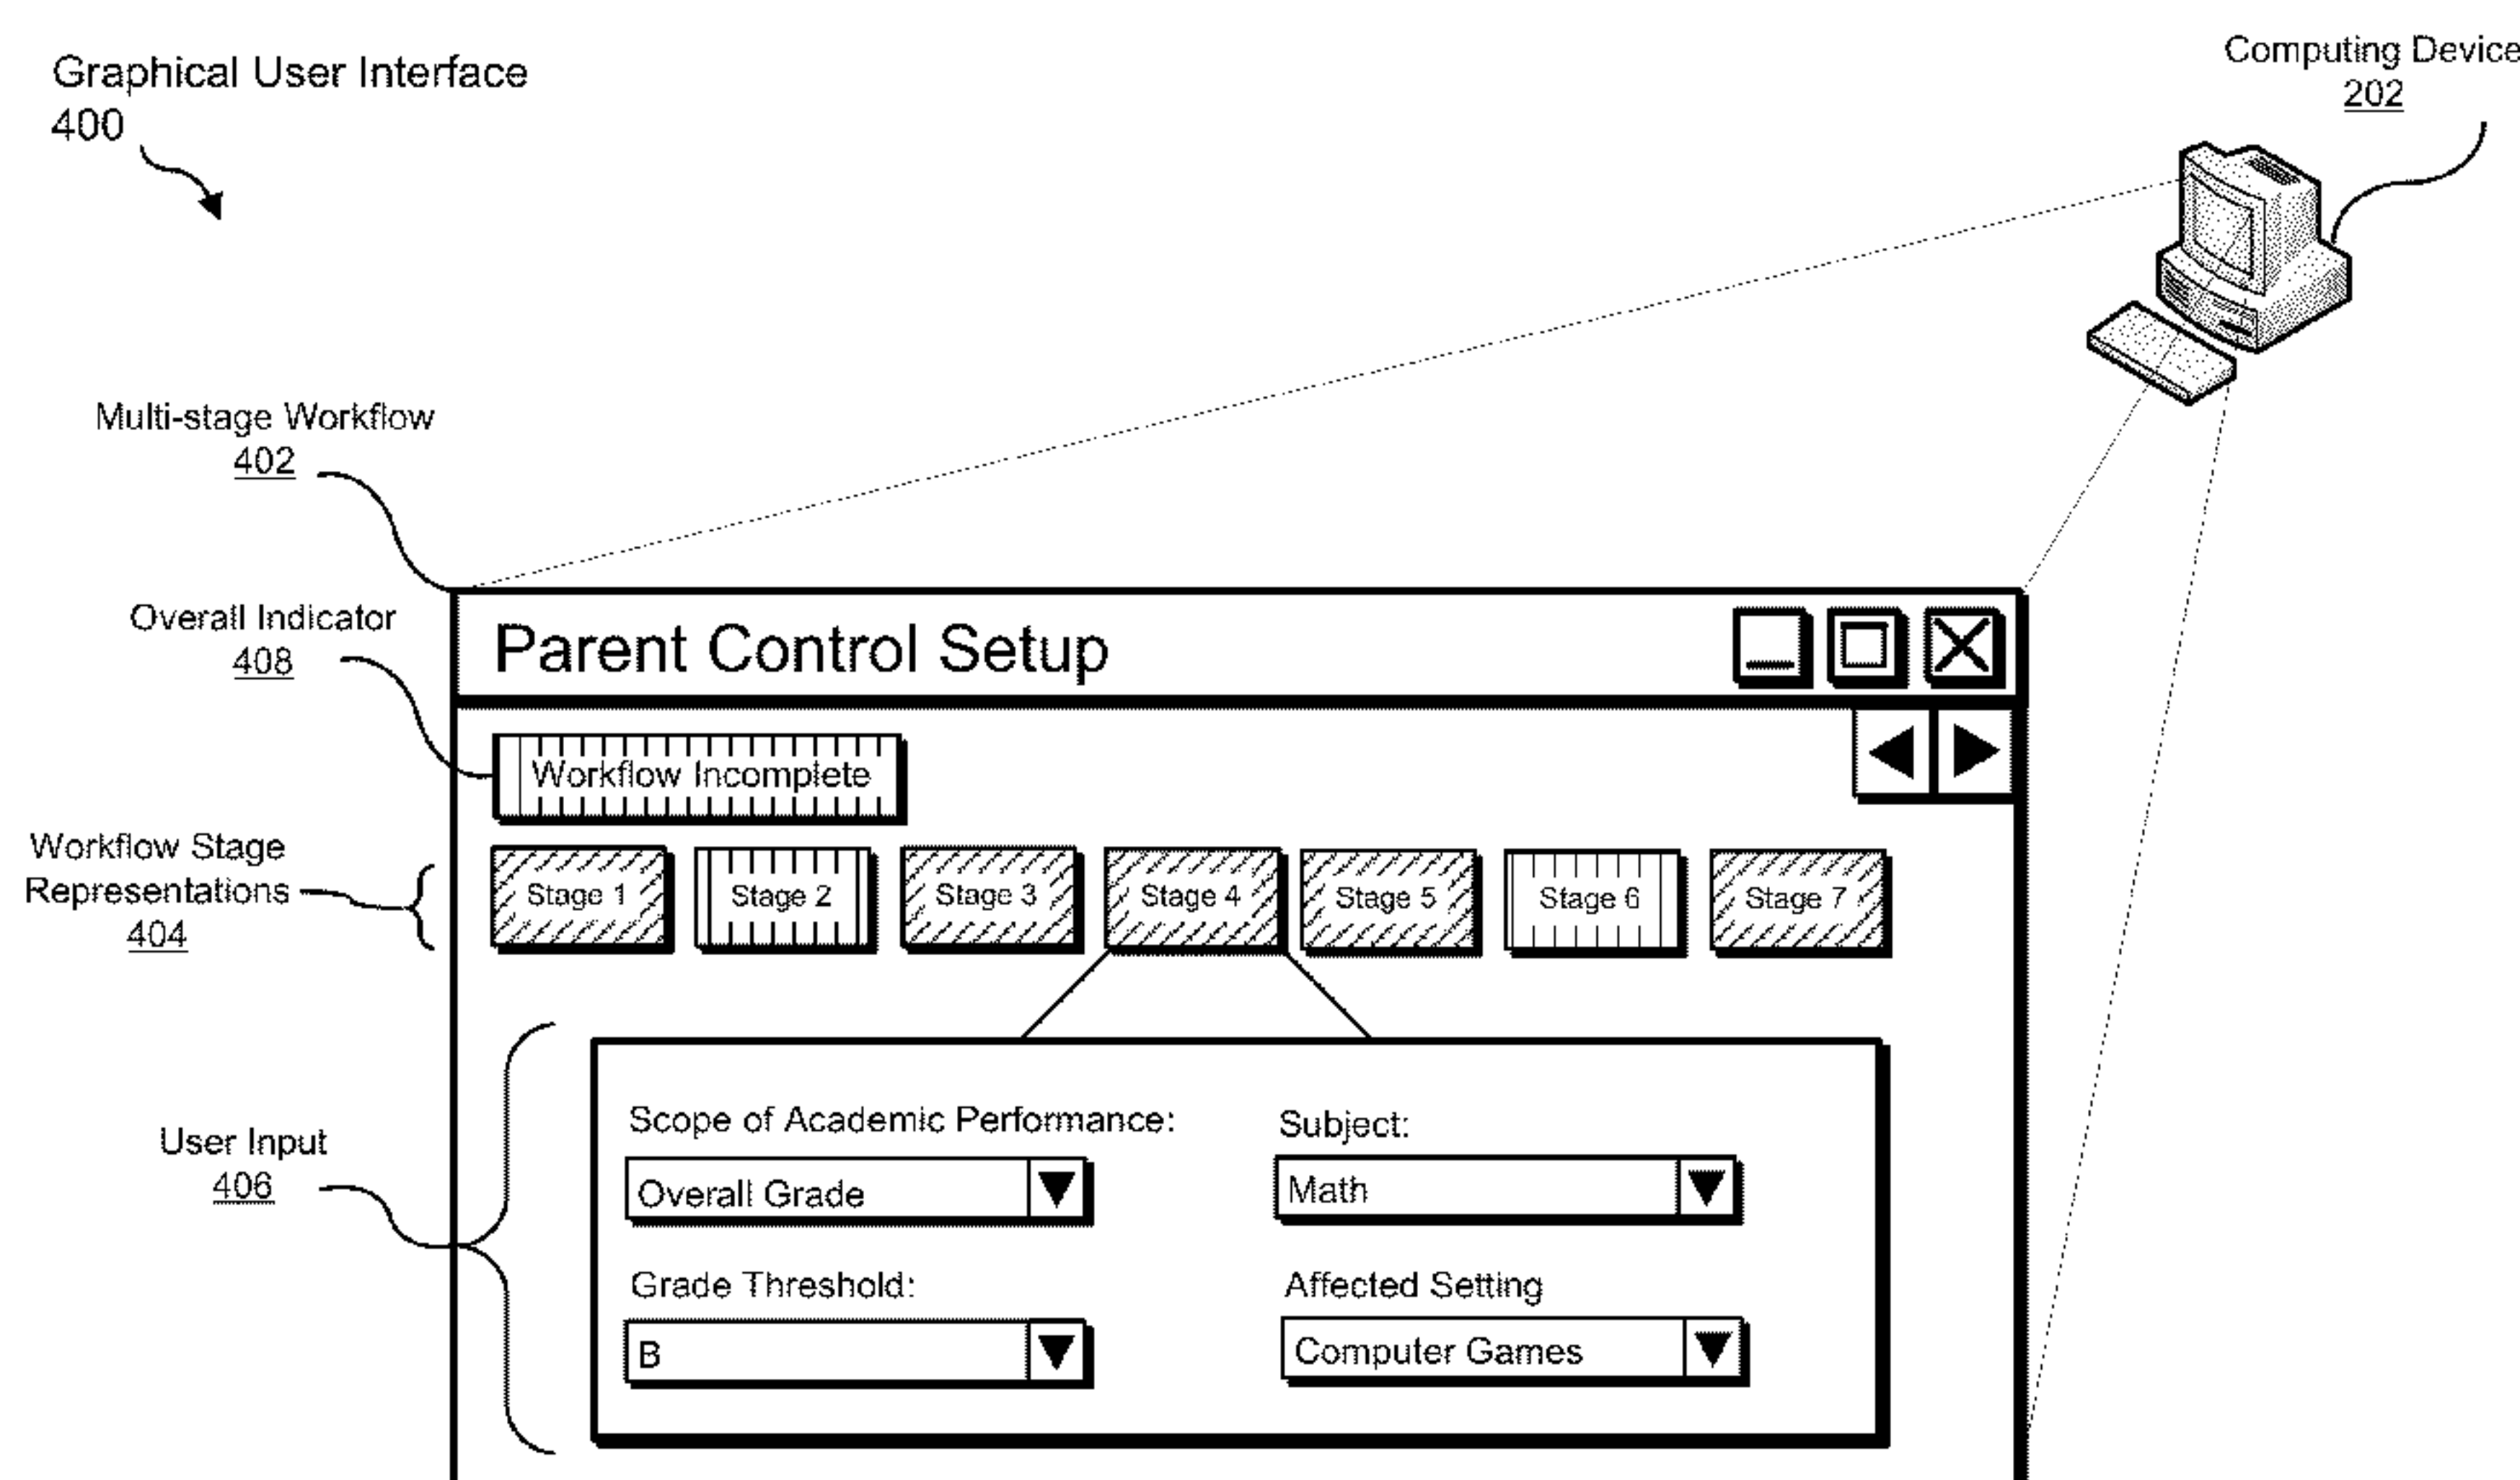 Graphical User Interface
400
Computing Device
202
Multi-stage Workflow
402
Overall Indicator
408
Parent Control Setup
Workflow Incomplete
Workflow Stage
Representations
404
Stage 1
Stage 2
Stage 3
Stage 4
Stage 5
Stage 6
Stage 7
User Input
406
Scope of Academic Performance:
Subject:
Overall Grade
Math
Grade Threshold:
Affected Setting
B
Computer Games